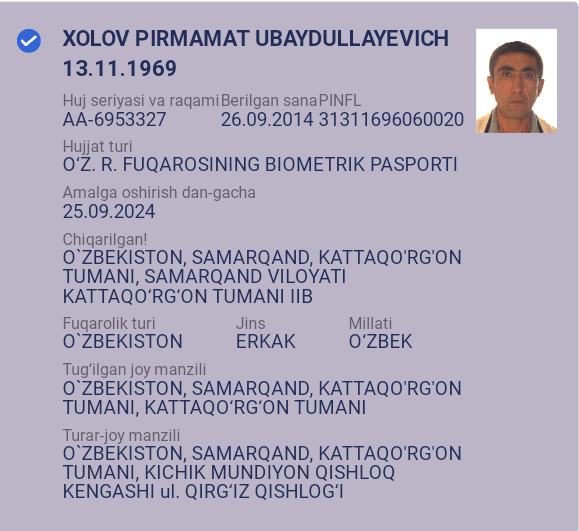 XOLOV PIRMAMAT UBAYDULLAYEVICH
13.11.1969
Huj seriyasi va raqami Berilgan sana PINFL
AA-6953327 26.09.2014 31311696060020
Hujjat turi
O‘Z. R. FUQAROSINING BIOMETRIK PASPORTI
Amalga oshirish dan-gacha
25.09.2024
Chiqarilgan!
O`ZBEKISTON, SAMARQAND, KATTAQO'RG'ON
TUMANI, SAMARQAND VILOYATI
KATTAQO‘RG‘ON TUMANI IIB
Fuqarolik turi Jins Millati
O`ZBEKISTON ERKAK O‘ZBEK
Tug‘ilgan joy manzili
O`ZBEKISTON, SAMARQAND, KATTAQO'RG'ON
TUMANI, KATTAQO‘RG‘ON TUMANI
Turar-joy manzili
O`ZBEKISTON, SAMARQAND, KATTAQO'RG'ON
TUMANI, KICHIK MUNDIYON QISHLOQ
KENGASHI ul. QIRG‘IZ QISHLOG‘I